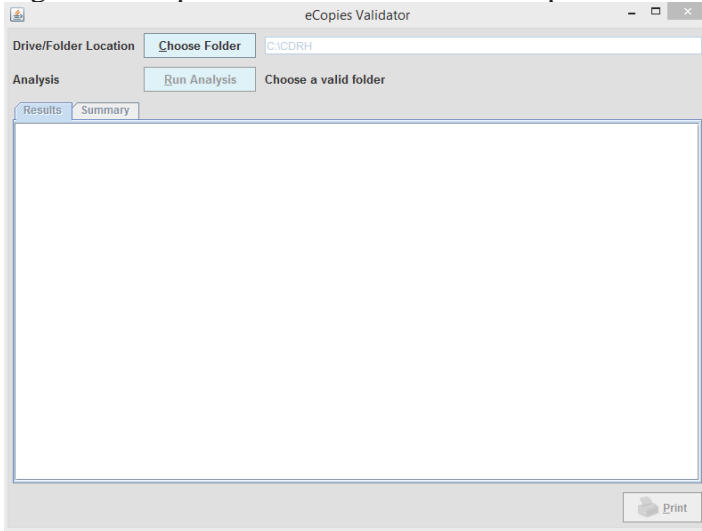 eCopies Validator
Drive/Folder Location Choose Folder C:\CDRH
Analysis Run Analysis Choose a valid folder
Results Summary
Print